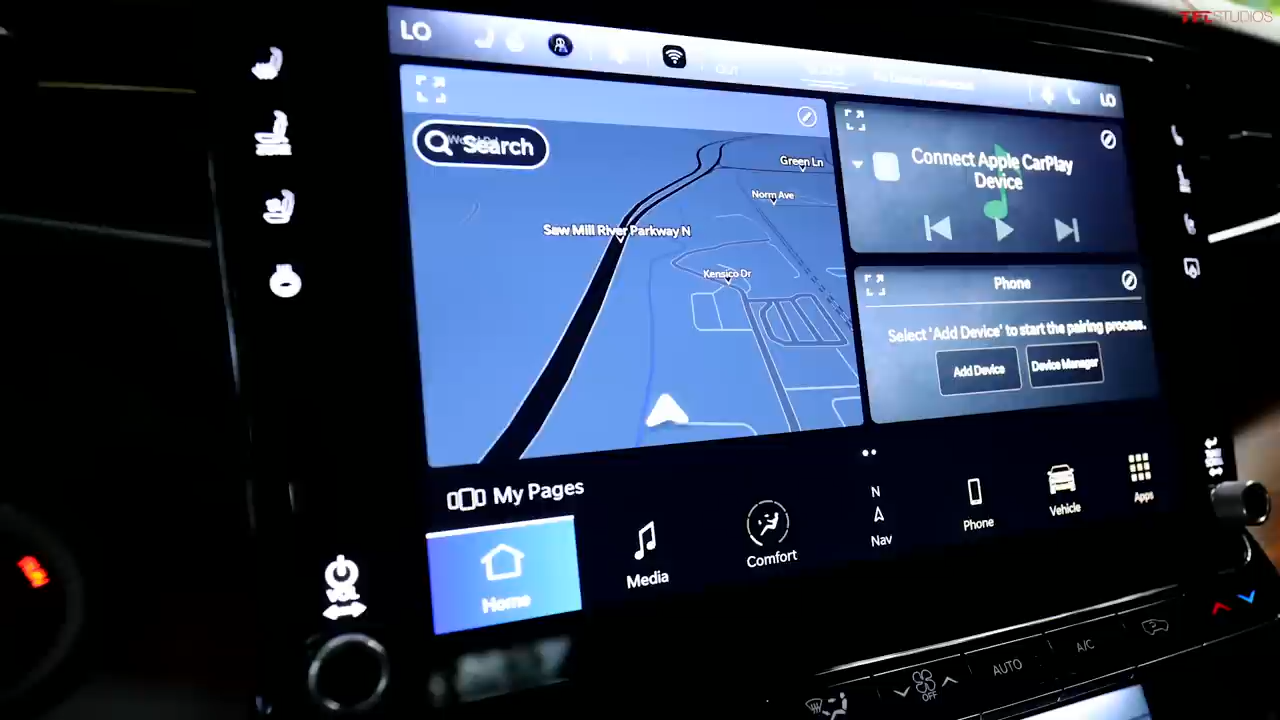 TFLSTUDIOS
LO
OUT
LO
Search
Green Ln
Norm Ave
Saw Mill River Parkway N
Kensico Dr
Connect Apple CarPlay
Device
Phone
Select 'Add Device' to start the pairing process.
Add Device
Device Manager
My Pages
Home
Media
Comfort
N
Nav
Phone
Vehicle
Apps
VOL
OFF
AUTO
A/C